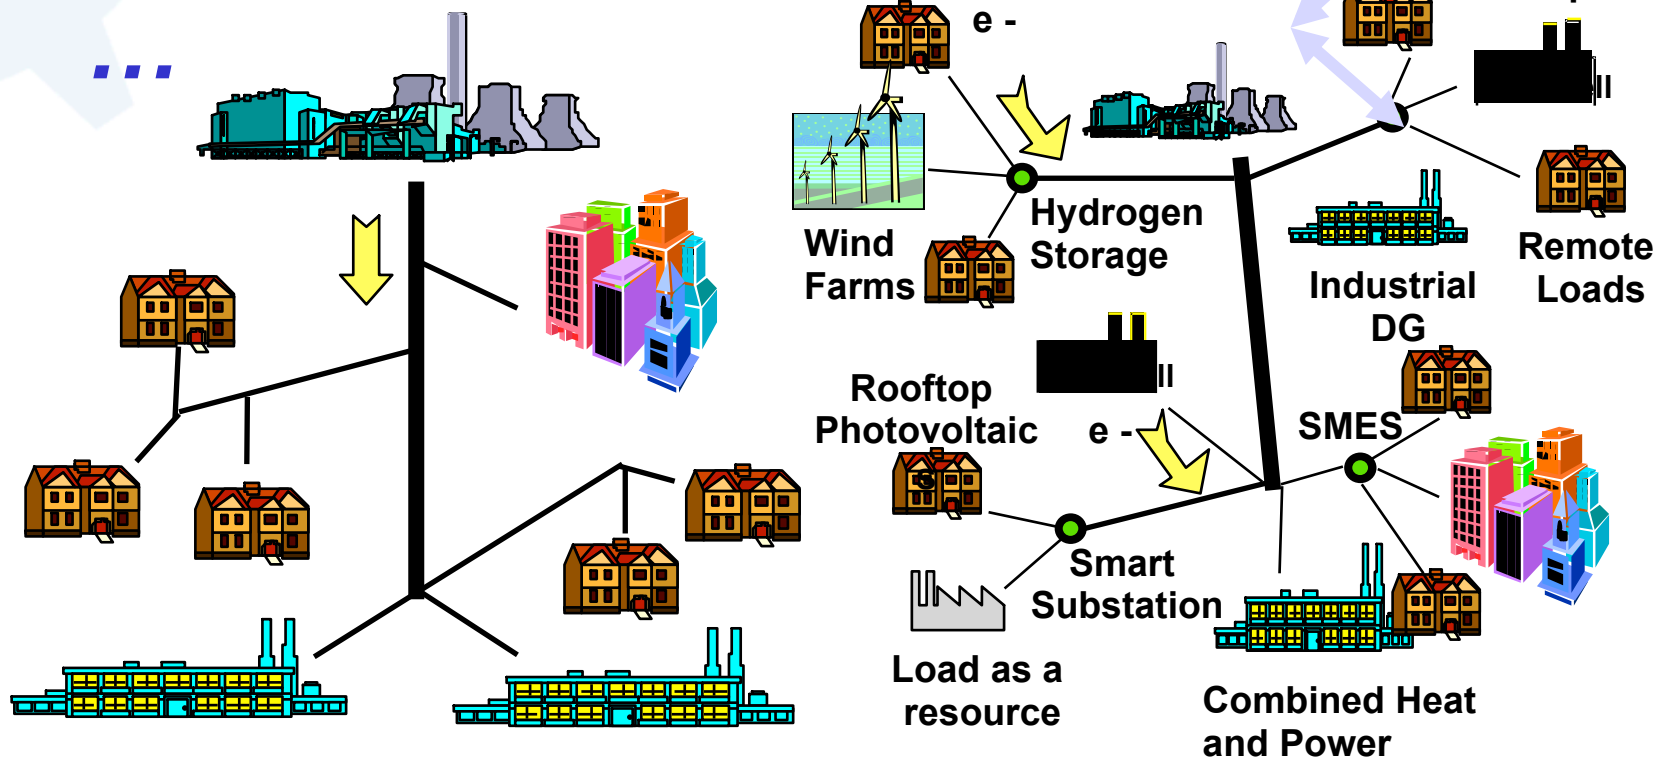 ...
e -
Wind
Farms
Hydrogen
Storage
Industrial
DG
Remote
Loads
Rooftop
Photovoltaic
s
e -
SMES
Smart
Substation
Load as a
resource
Combined Heat
and Power